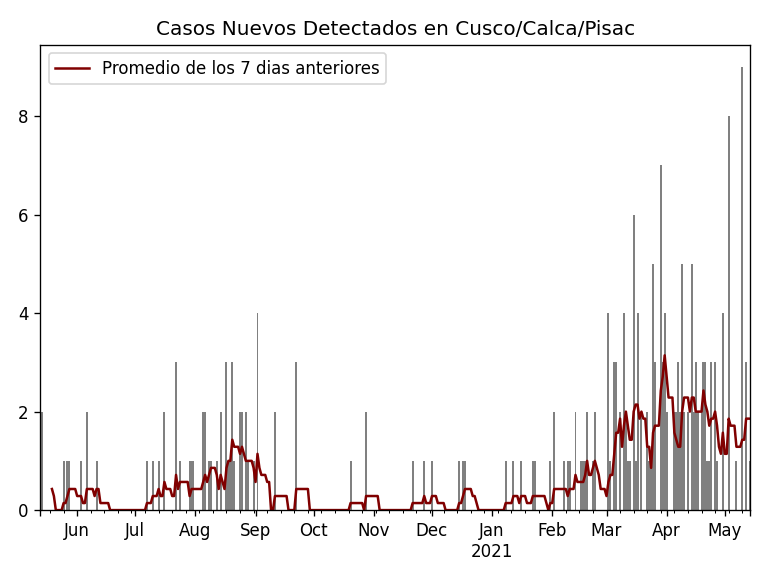 Casos Nuevos Detectados en Cusco/Calca/Pisac
Promedio de los 7 dias anteriores
8
6
4
2
0
Jun Jul Aug Sep Oct Nov Dec Jan Feb Mar Apr May
2021